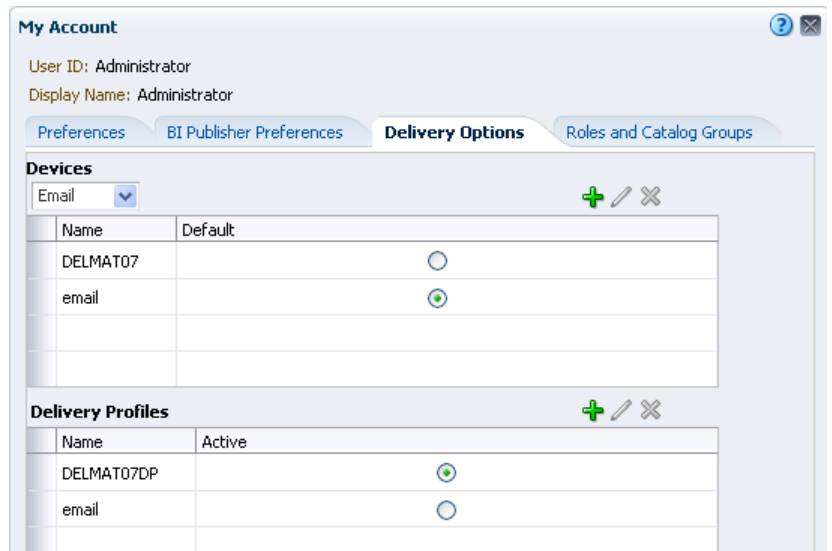 My Account
User ID: Administrator
Display Name: Administrator
Preferences BI Publisher Preferences Delivery Options Roles and Catalog Groups
Devices
Email
Name Default
DELMAT07
email
Delivery Profiles
Name Active
DELMAT07DP
email